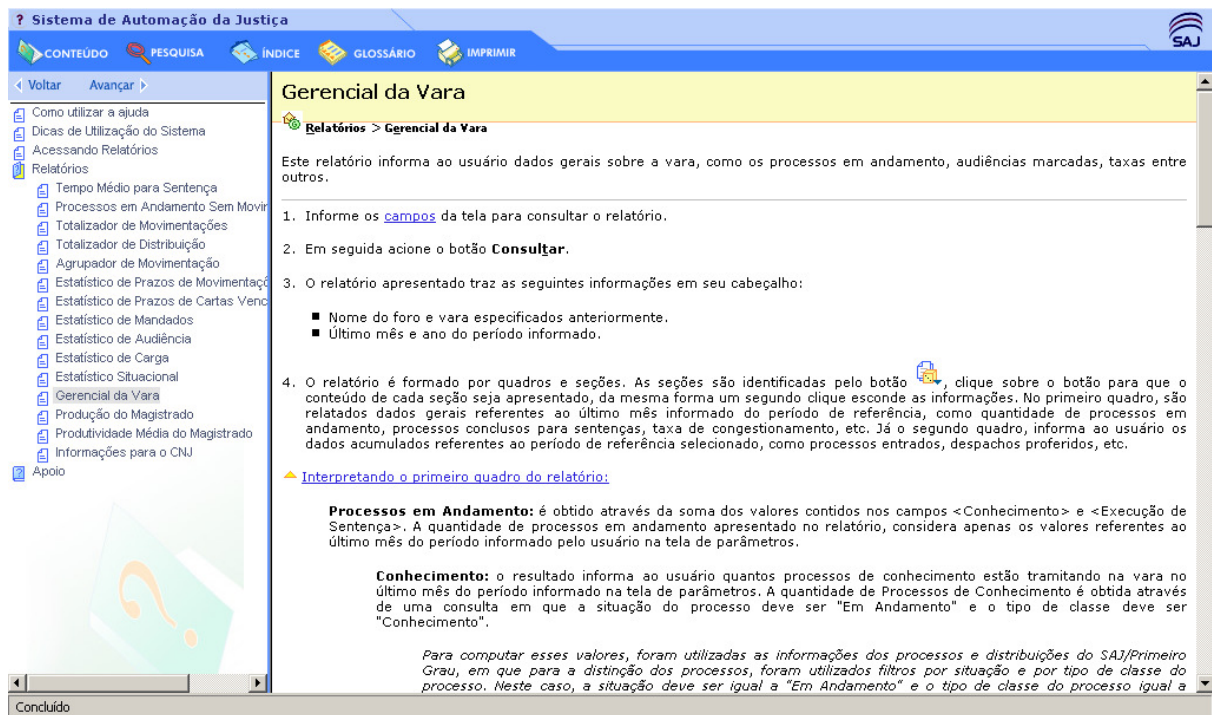 ? Sistema de Automação da Justiça
SAJ
CONTEÚDO PESQUISA ÍNDICE GLOSSÁRIO IMPRIMIR
Voltar Avançar
Como utilizar a ajuda
Dicas de Utilização do Sistema
Acessando Relatórios
Relatórios
Tempo Médio para Sentença
Processos em Andamento Sem Movir
Totalizador de Movimentações
Totalizador de Distribuição
Agrupador de Movimentação
Estatístico de Prazos de Movimentaçõ
Estatístico de Prazos de Cartas Venc
Estatístico de Mandados
Estatístico de Audiência
Estatístico de Carga
Estatístico Situacional
Gerencial da Vara
Produção do Magistrado
Produtividade Média do Magistrado
Informações para o CNJ
Apoio
Gerencial da Vara
Relatórios > Gerencial da Vara
Este relatório informa ao usuário dados gerais sobre a vara, como os processos em andamento, audiências marcadas, taxas entre
outros.
1. Informe os campos da tela para consultar o relatório.
2. Em seguida acione o botão Consultar.
3. O relatório apresentado traz as seguintes informações em seu cabeçalho:
■ Nome do foro e vara especificados anteriormente.
■ Último mês e ano do período informado.
4. O relatório é formado por quadros e seções. As seções são identificadas pelo botão , clique sobre o botão para que o
conteúdo de cada seção seja apresentado, da mesma forma um segundo clique esconde as informações. No primeiro quadro, são
relatados dados gerais referentes ao último mês informado do período de referência, como quantidade de processos em
andamento, processos conclusos para sentenças, taxa de congestionamento, etc. Já o segundo quadro, informa ao usuário os
dados acumulados referentes ao período de referência selecionado, como processos entrados, despachos proferidos, etc.
Interpretando o primeiro quadro do relatório:
Processos em Andamento: é obtido através da soma dos valores contidos nos campos <Conhecimento> e <Execução de
Sentença>. A quantidade de processos em andamento apresentado no relatório, considera apenas os valores referentes ao
último mês do período informado pelo usuário na tela de parâmetros.
Conhecimento: o resultado informa ao usuário quantos processos de conhecimento estão tramitando na vara no
último mês do período informado na tela de parâmetros. A quantidade de Processos de Conhecimento é obtida através
de uma consulta em que a situação do processo deve ser "Em Andamento" e o tipo de classe deve ser
"Conhecimento".
Para computar esses valores, foram utilizadas as informações dos processos e distribuições do SAJ/Primeiro
Grau, em que para a distinção dos processos, foram utilizados filtros por situação e por tipo de classe do
processo. Neste caso, a situação deve ser igual a "Em Andamento" e o tipo de classe do processo igual a
Concluído